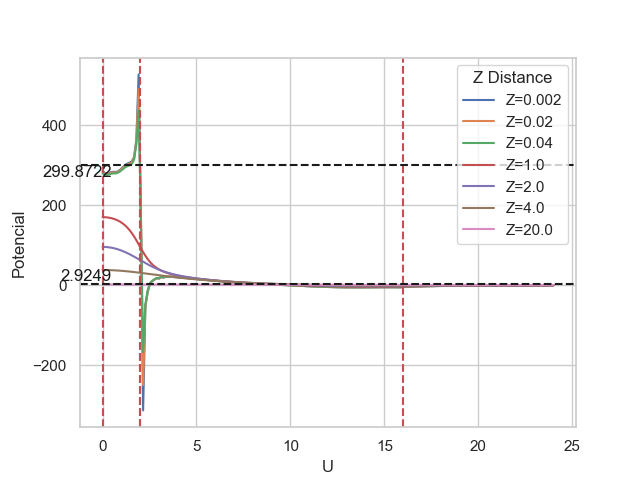 Z Distance
Z=0.002
Z=0.02
Z=0.04
Z=1.0
Z=2.0
Z=4.0
Z=20.0
Potencial
400
299.8722
200
2.9249
0
−200
0
5
10
15
20
25
U